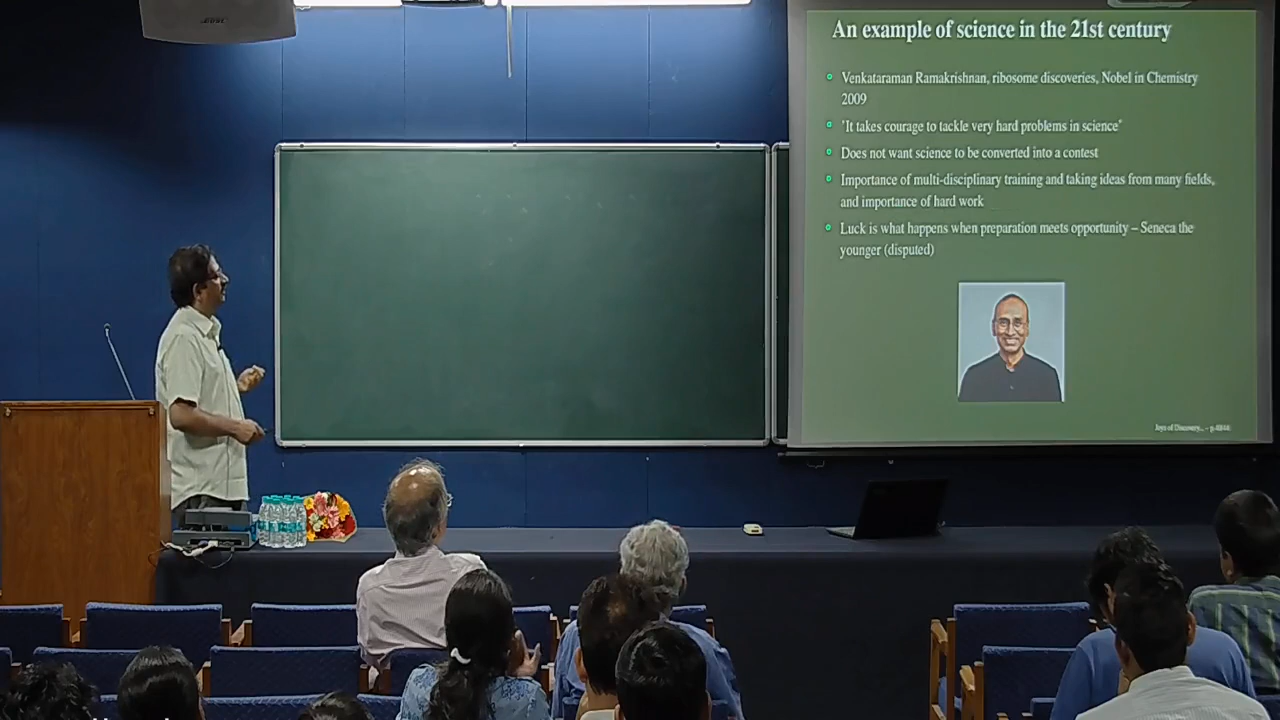 An example of science in the 21st century
Venkataraman Ramakrishnan, ribosome discoveries, Nobel in Chemistry
2009
"It takes courage to tackle very hard problems in science"
Does not want science to be converted into a contest
Importance of multi-disciplinary training and taking ideas from many fields,
and importance of hard work
Luck is what happens when preparation meets opportunity – Seneca the
younger (disputed)
Joys of Discovery...